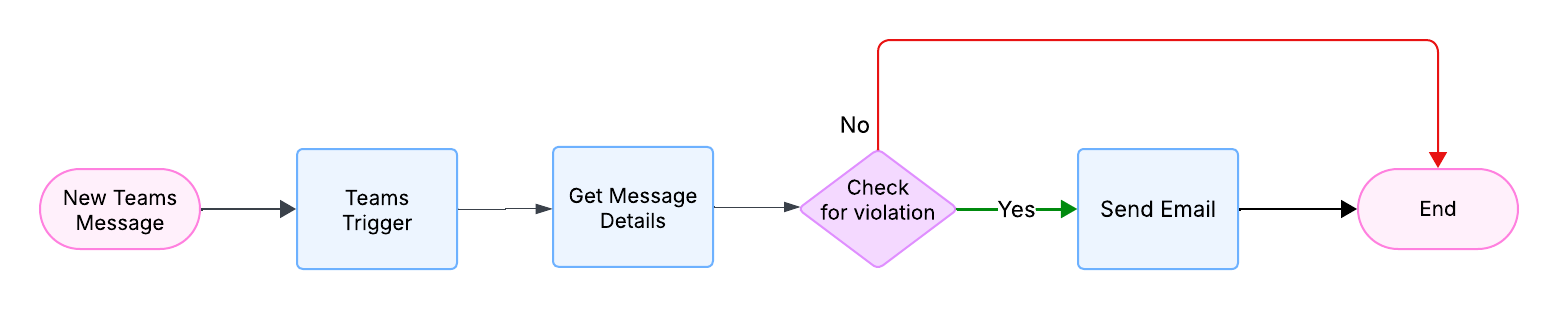 New Teams
Message
Teams
Trigger
Get Message
Details
No
Check
for violation
Yes
Send Email
End